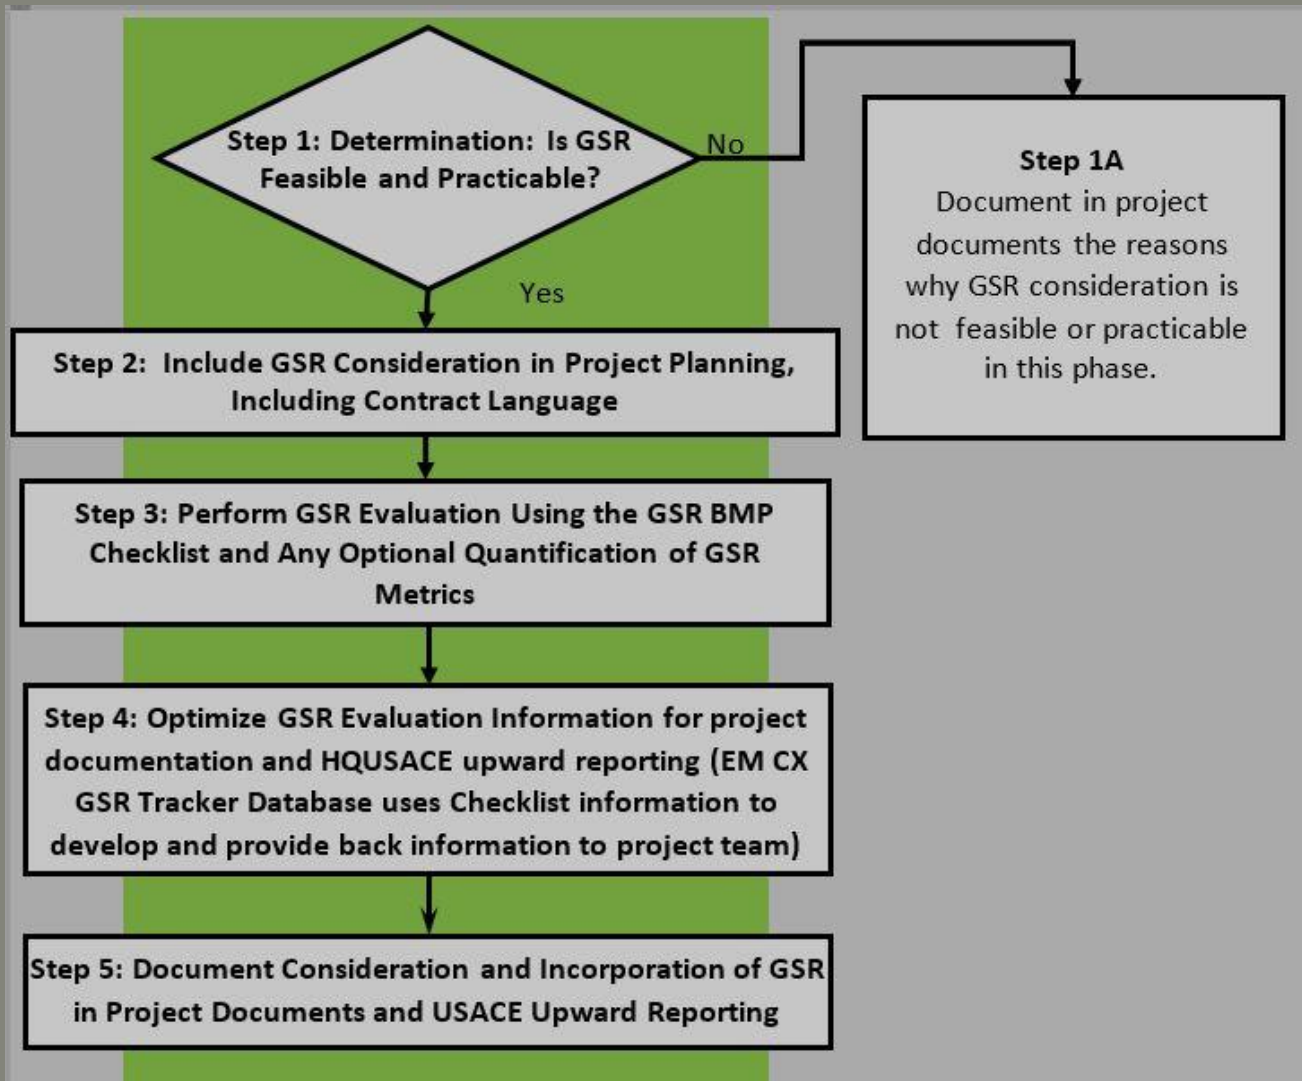 Step 1: Determination: Is GSR
Feasible and Practicable?
No
Step 1A
Document in project
documents the reasons
why GSR consideration is
not feasible or practicable
in this phase.
Yes
Step 2: Include GSR Consideration in Project Planning,
Including Contract Language
Step 3: Perform GSR Evaluation Using the GSR BMP
Checklist and Any Optional Quantification of GSR
Metrics
Step 4: Optimize GSR Evaluation Information for project
documentation and HQUSACE upward reporting (EM CX
GSR Tracker Database uses Checklist information to
develop and provide back information to project team)
Step 5: Document Consideration and Incorporation of GSR
in Project Documents and USACE Upward Reporting